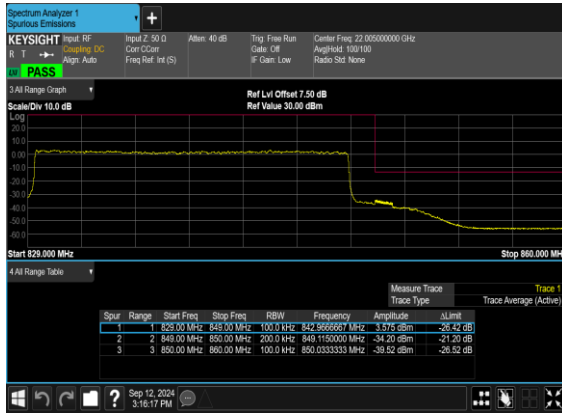 Spectrum Analyzer 1
Spurious Emissions
KEYSIGHT
R T
LXI PASS
Input: RF
Coupling: DC
Align: Auto
Input Z: 50 Ω
Corr CCorr
Freq Ref: Int (S)
Atten: 40 dB
Trig: Free Run
Gate: Off
IF Gain: Low
Center Freq: 22.005000000 GHz
Avg|Hold: 100/100
Radio Std: None
3 All Range Graph
Scale/Div 10.0 dB
Ref Lvl Offset 7.50 dB
Ref Value 30.00 dBm
Log
20.0
10.0
0.00
-10.0
-20.0
-30.0
-40.0
-50.0
-60.0
Start 829.000 MHz
Stop 860.000 MH
4 All Range Table
Measure Trace Trace 1
Trace Type Trace Average (Active)
Spur Range Start Freq Stop Freq RBW Frequency Amplitude ΔLimit
1 1 829.00 MHz 849.00 MHz 100.0 kHz 842.9666667 MHz 3.575 dBm -26.42 dB
2 2 849.00 MHz 850.00 MHz 200.0 kHz 849.1150000 MHz -34.20 dBm -21.20 dB
3 3 850.00 MHz 860.00 MHz 100.0 kHz 850.0333333 MHz -39.52 dBm -26.52 dB
Sep 12, 2024
3:16:17 PM